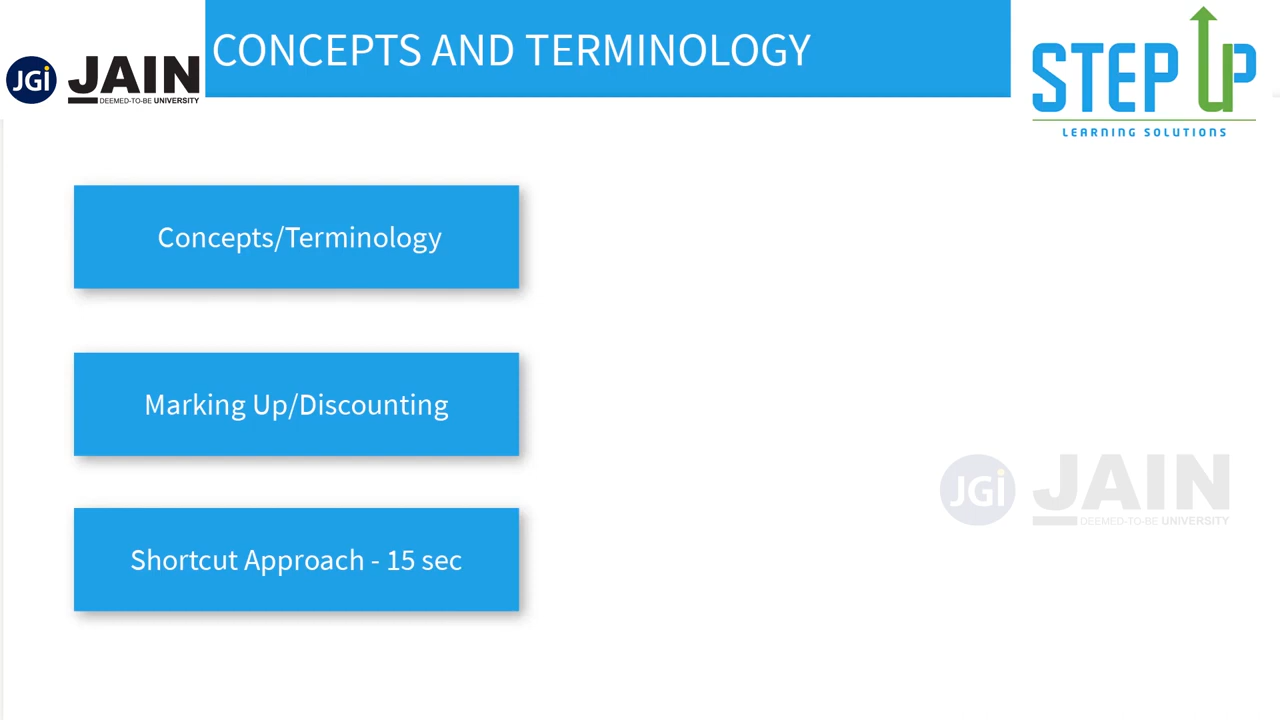 CONCEPTS AND TERMINOLOGY
JGi JAIN
DEEMED-TO-BE UNIVERSITY
STEP UP
LEARNING SOLUTIONS
Concepts/Terminology
Marking Up/Discounting
Shortcut Approach - 15 sec
JGi JAIN
DEEMED-TO-BE UNIVERSITY